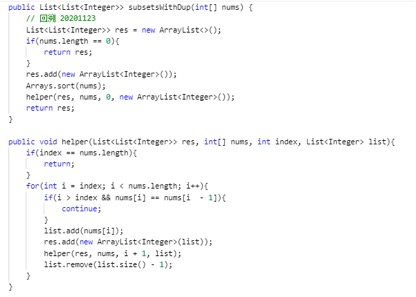 public List<List<Integer>> subsetsWithDup(int[] nums) {
    // 回溯 20201123
    List<List<Integer>> res = new ArrayList<>();
    if(nums.length == 0){
        return res;
    }
    res.add(new ArrayList<Integer>());
    Arrays.sort(nums);
    helper(res, nums, 0, new ArrayList<Integer>());
    return res;
}

public void helper(List<List<Integer>> res, int[] nums, int index, List<Integer> list){
    if(index == nums.length){
        return;
    }
    for(int i = index; i < nums.length; i++){
        if(i > index && nums[i] == nums[i  - 1]){
            continue;
        }
        list.add(nums[i]);
        res.add(new ArrayList<Integer>(list));
        helper(res, nums, i + 1, list);
        list.remove(list.size() - 1);
    }
}